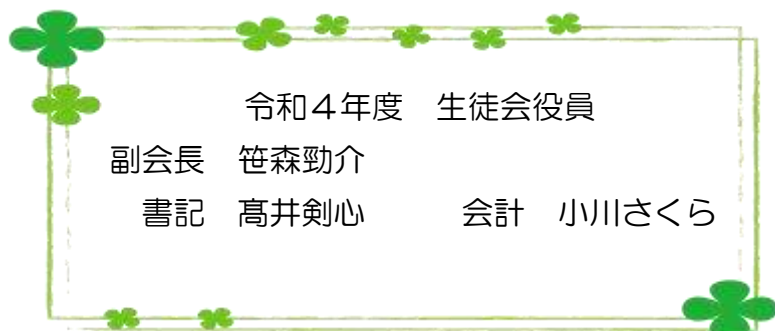 令和４年度　生徒会役員
副会長　笹森勁介
書記　髙井剣心　　　会計　小川さくら